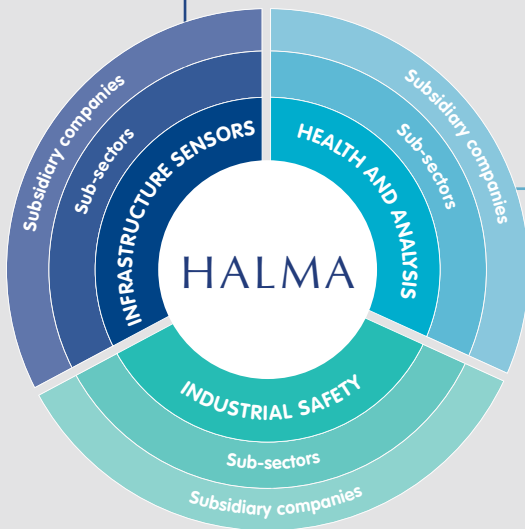 Subsidiary companies
Sub-sectors
INFRASTRUCTURE SENSORS
Subsidiary companies
Sub-sectors
HEALTH AND ANALYSIS
HALMA
INDUSTRIAL SAFETY
Sub-sectors
Subsidiary companies